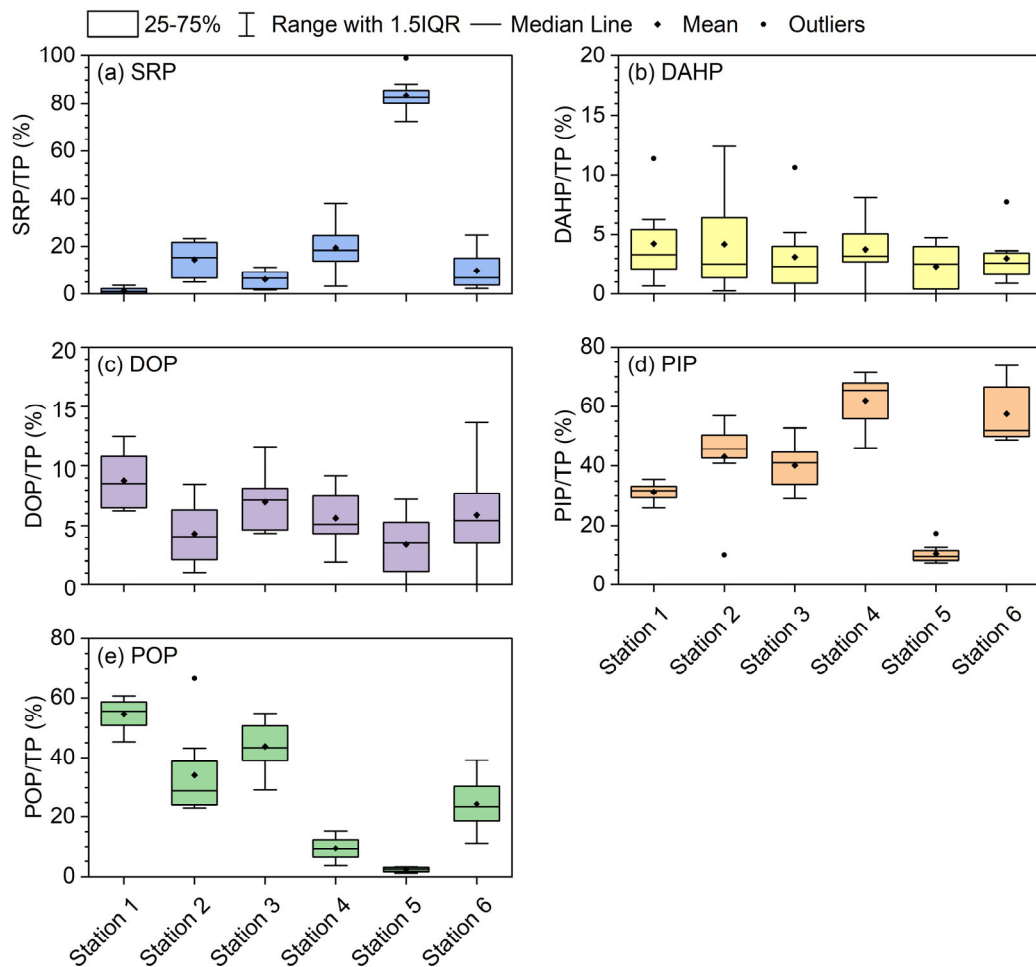 25-75% Range with 1.5IQR Median Line Mean Outliers
(a) SRP
SRP/TP (%)
100
80
60
40
20
0
(b) DAHP
DAHP/TP (%)
20
15
10
5
0
(c) DOP
DOP/TP (%)
20
15
10
5
0
(d) PIP
PIP/TP (%)
80
60
40
20
0
Station 1
Station 2
Station 3
Station 4
Station 5
Station 6
(e) POP
POP/TP (%)
80
60
40
20
0
Station 1
Station 2
Station 3
Station 4
Station 5
Station 6